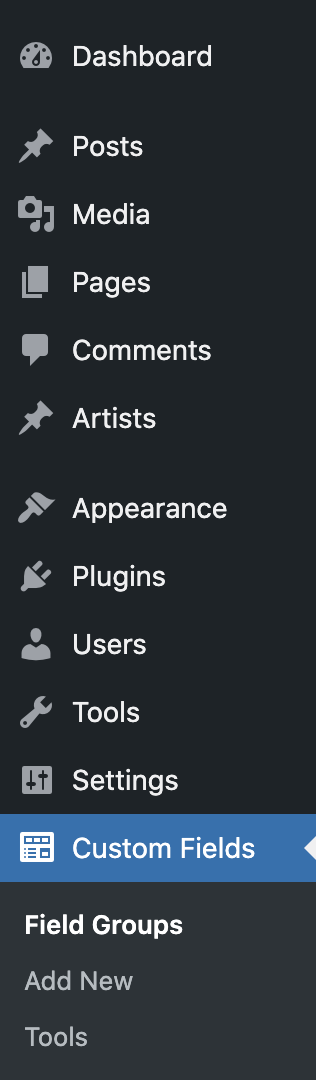 Dashboard
Posts
Media
Pages
Comments
Artists
Appearance
Plugins
Users
Tools
Settings
Custom Fields
Field Groups
Add New
Tools